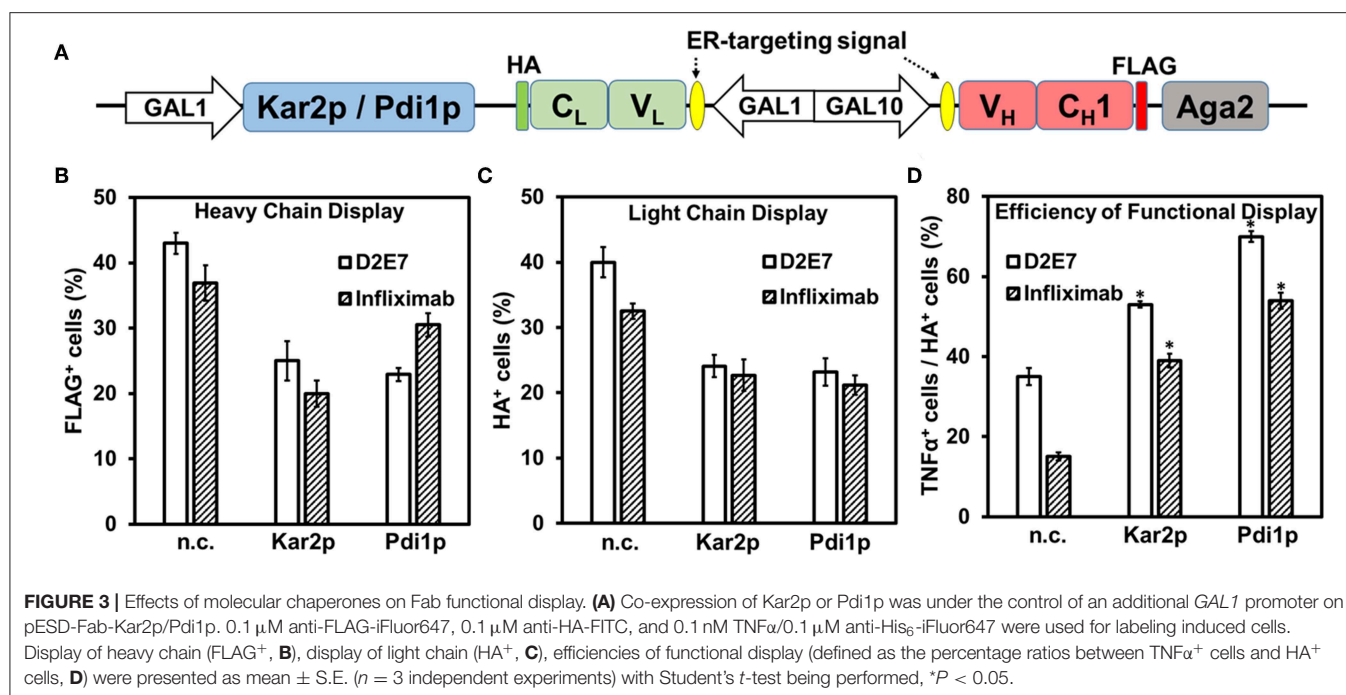 A
ER-targeting signal
HA
FLAG
GAL1
Kar2p / Pdi1p
C_L
V_L
GAL1
GAL10
V_H
C_H1
Aga2
B
Heavy Chain Display
D2E7
Infliximab
FLAG⁺ cells (%)
50
40
30
20
10
0
n.c.
Kar2p
Pdi1p
C
Light Chain Display
D2E7
Infliximab
HA⁺ cells (%)
50
40
30
20
10
0
n.c.
Kar2p
Pdi1p
D
Efficiency of Functional Display
D2E7
Infliximab
TNFα⁺ cells / HA⁺ cells (%)
80
60
40
20
0
*
*
*
*
n.c.
Kar2p
Pdi1p
FIGURE 3 | Effects of molecular chaperones on Fab functional display. (A) Co-expression of Kar2p or Pdi1p was under the control of an additional GAL1 promoter on
pESD-Fab-Kar2p/Pdi1p. 0.1 μM anti-FLAG-iFluor647, 0.1 μM anti-HA-FITC, and 0.1 nM TNFα/0.1 μM anti-His₆-iFluor647 were used for labeling induced cells.
Display of heavy chain (FLAG⁺, B), display of light chain (HA⁺, C), efficiencies of functional display (defined as the percentage ratios between TNFα⁺ cells and HA⁺
cells, D) were presented as mean ± S.E. (n = 3 independent experiments) with Student's t-test being performed, *P < 0.05.